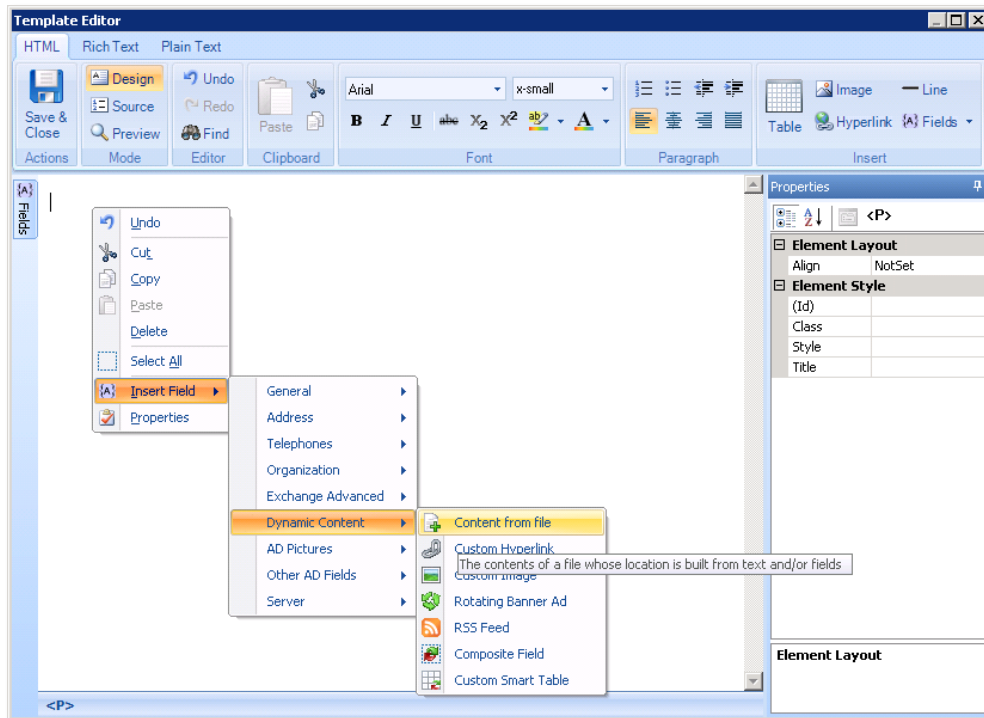 Template Editor
HTML Rich Text Plain Text
Design Undo Arial x-small Image Line
Save & Close Source Redo Paste B I U abc X2 X2 ab A Table Hyperlink {A} Fields
Preview Find
Actions Mode Editor Clipboard Font Paragraph Insert
{A} Fields
Properties
<P>
Undo
Cut
Copy
Paste
Delete
Select All
{A} Insert Field
Properties
General
Address
Telephones
Organization
Exchange Advanced
Dynamic Content
AD Pictures
Other AD Fields
Server
Content from file
Custom Hyperlink
The contents of a file whose location is built from text and/or fields
Custom Image
Rotating Banner Ad
RSS Feed
Composite Field
Custom Smart Table
Element Layout
Align NotSet
Element Style
(Id)
Class
Style
Title
Element Layout
<P>